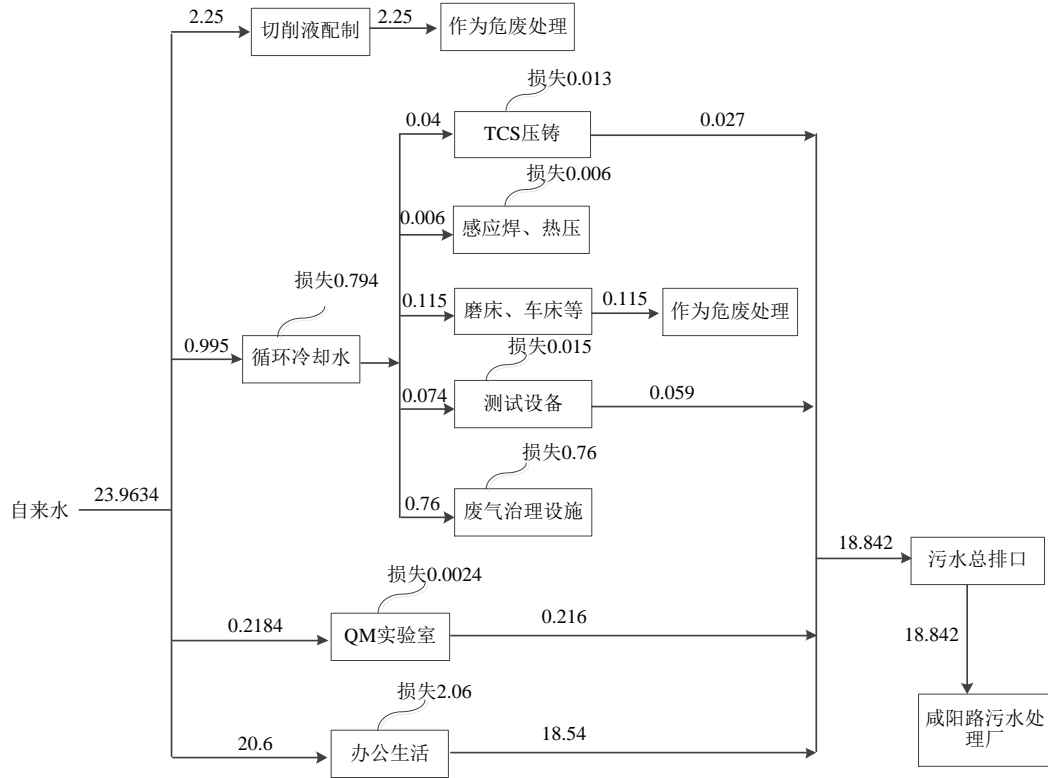 2.25
切削液配制
2.25
作为危废处理
损失0.013
0.04
TCS压铸
0.027
损失0.006
0.006
感应焊、热压
损失0.794
0.115
磨床、车床等
0.115
作为危废处理
0.995
循环冷却水
损失0.015
0.074
测试设备
0.059
损失0.76
自来水
23.9634
0.76
废气治理设施
18.842
污水总排口
损失0.0024
0.2184
QM实验室
0.216
18.842
损失2.06
20.6
办公生活
18.54
咸阳路污水处
理厂